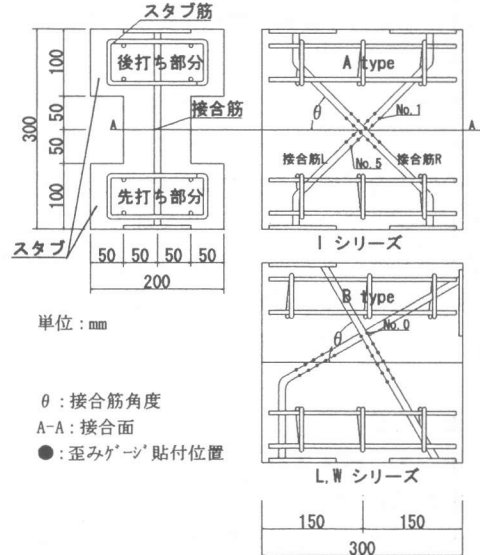 スタブ筋
後打ち部分
A type
100
50
50
100
300
A
接合筋
θ
No.1
A
接合筋L
No.5
接合筋R
先打ち部分
スタブ
50 50 50 50
200
I シリーズ
単位:mm
B type
No.0
θ
θ:接合筋角度
A-A:接合面
●:歪みゲージ貼付位置
L,W シリーズ
150 150
300